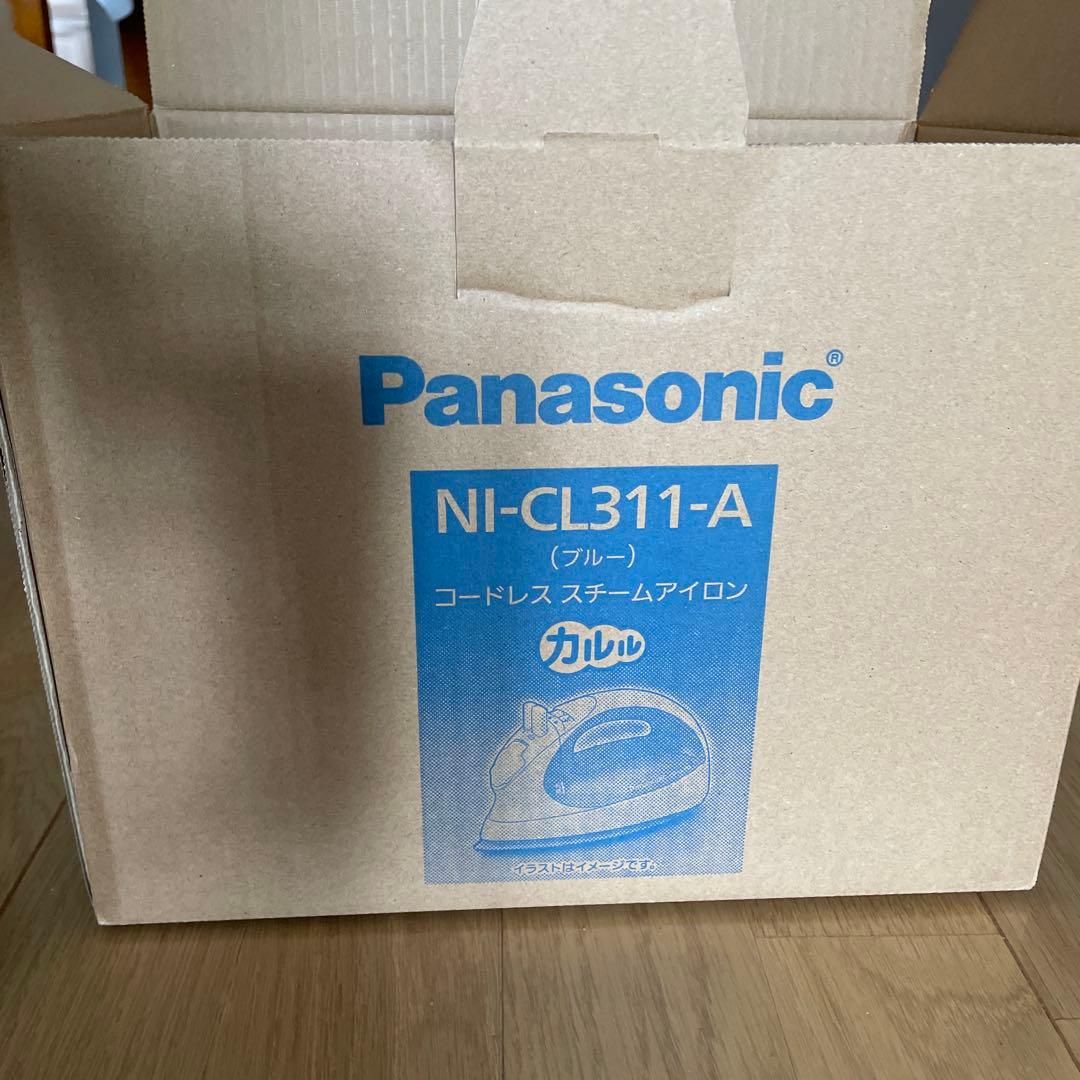 Panasonic®
NI-CL311-A
（ブルー）
コードレス スチームアイロン
カルル
イラストはイメージです。